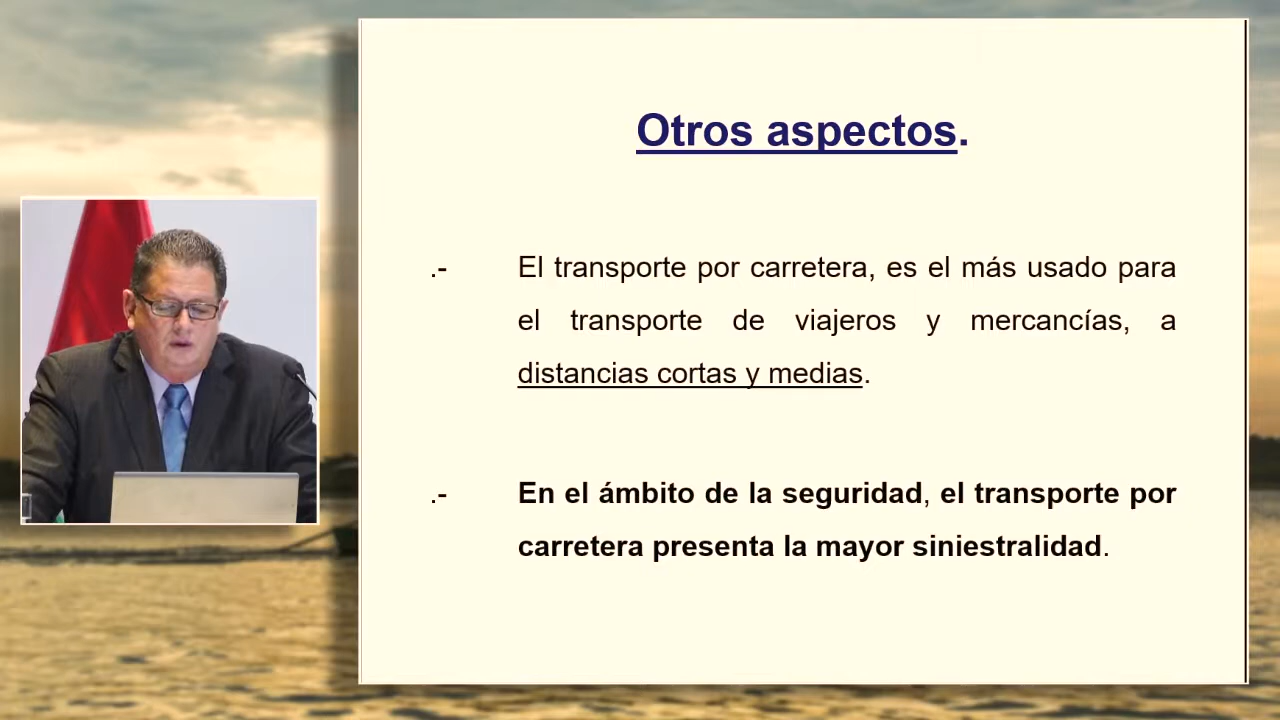 Otros aspectos.
.- El transporte por carretera, es el más usado para
el transporte de viajeros y mercancías, a
distancias cortas y medias.
.- En el ámbito de la seguridad, el transporte por
carretera presenta la mayor siniestralidad.